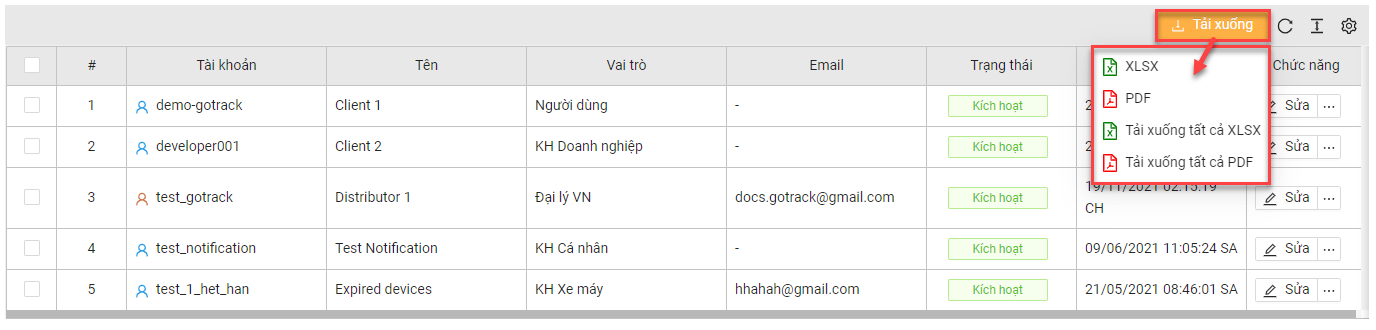 Tải xuống
# Tài khoản Tên Vai trò Email Trạng thái Chức năng
XLSX
PDF
Tải xuống tất cả XLSX
Tải xuống tất cả PDF
1 demo-gotrack Client 1 Người dùng - Kích hoạt 2 Sửa ...
2 developer001 Client 2 KH Doanh nghiệp - Kích hoạt 2 Sửa ...
3 test_gotrack Distributor 1 Đại lý VN docs.gotrack@gmail.com Kích hoạt 19/11/2021 02:15:19 Sửa ...
CH
4 test_notification Test Notification KH Cá nhân - Kích hoạt 09/06/2021 11:05:24 SA Sửa ...
5 test_1_het_han Expired devices KH Xe máy hhahah@gmail.com Kích hoạt 21/05/2021 08:46:01 SA Sửa ...